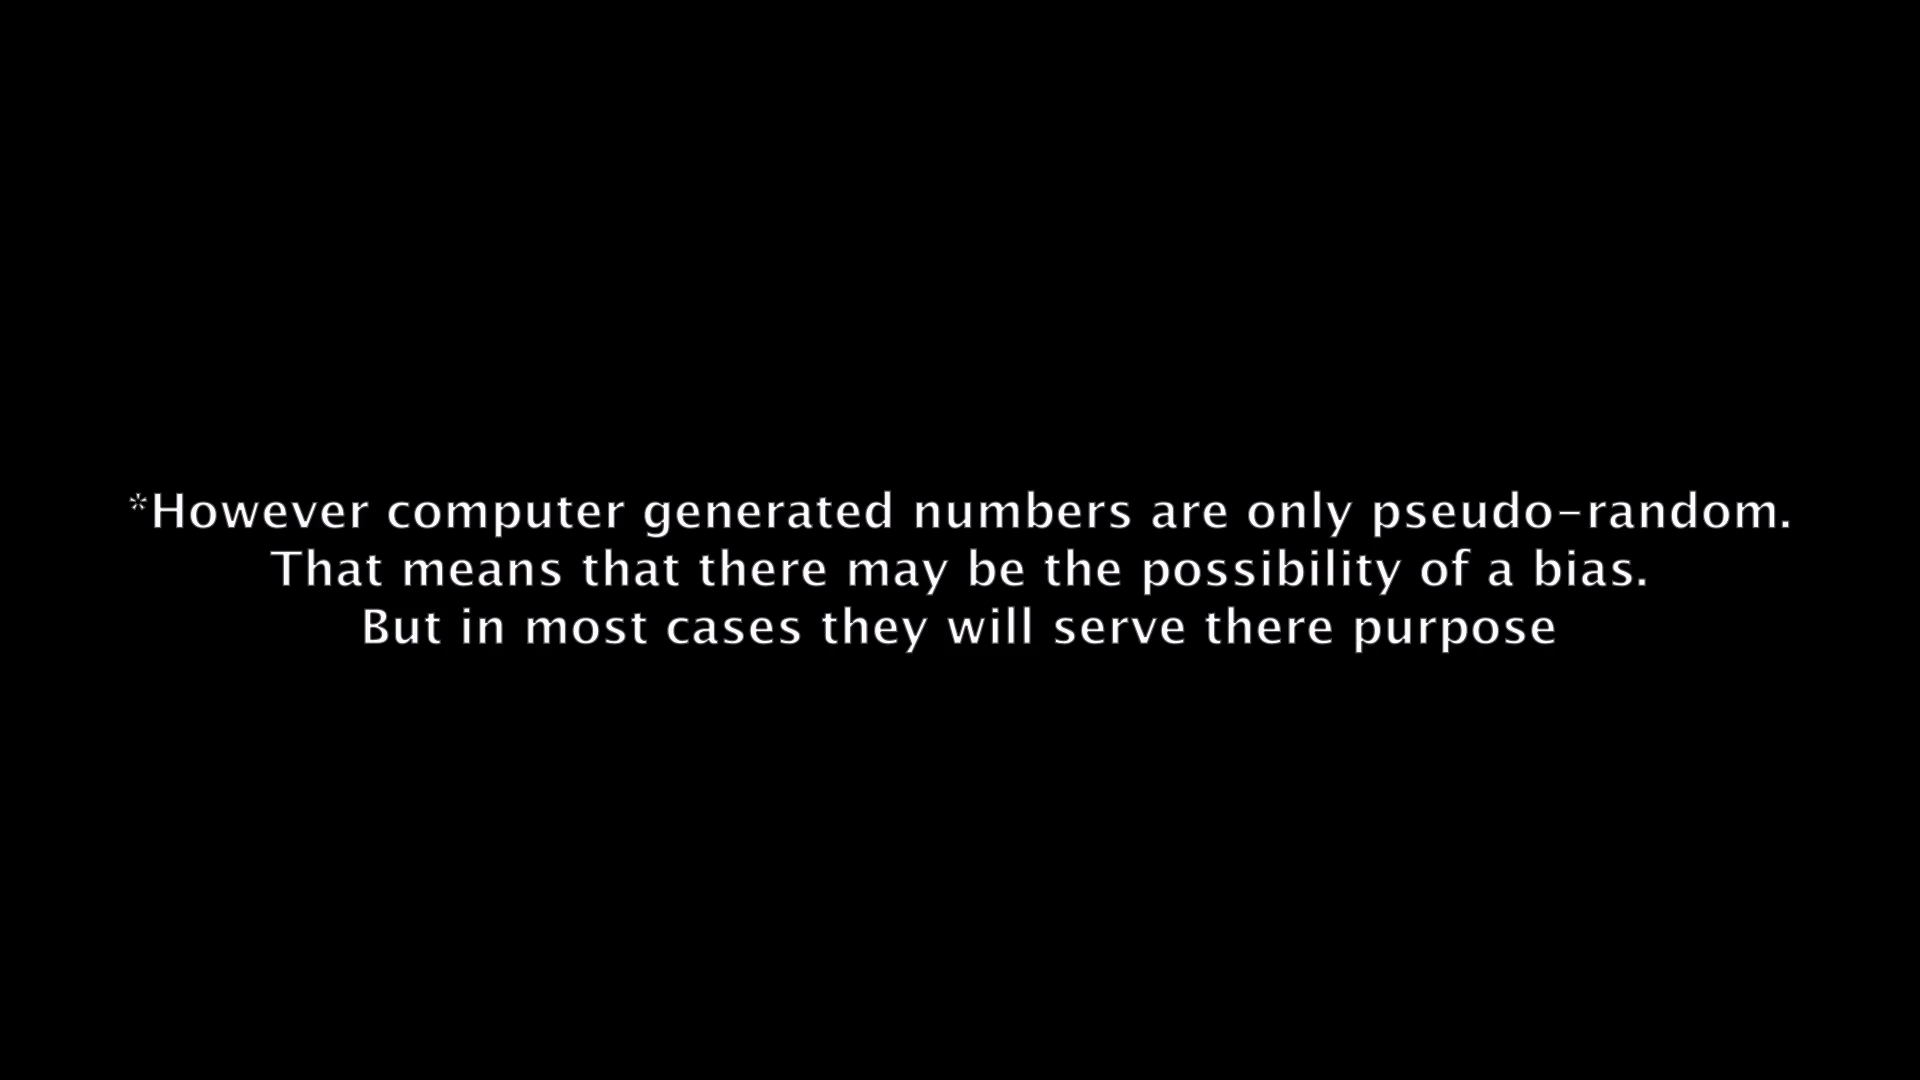 *However computer generated numbers are only pseudo-random.
That means that there may be the possibility of a bias.
But in most cases they will serve there purpose